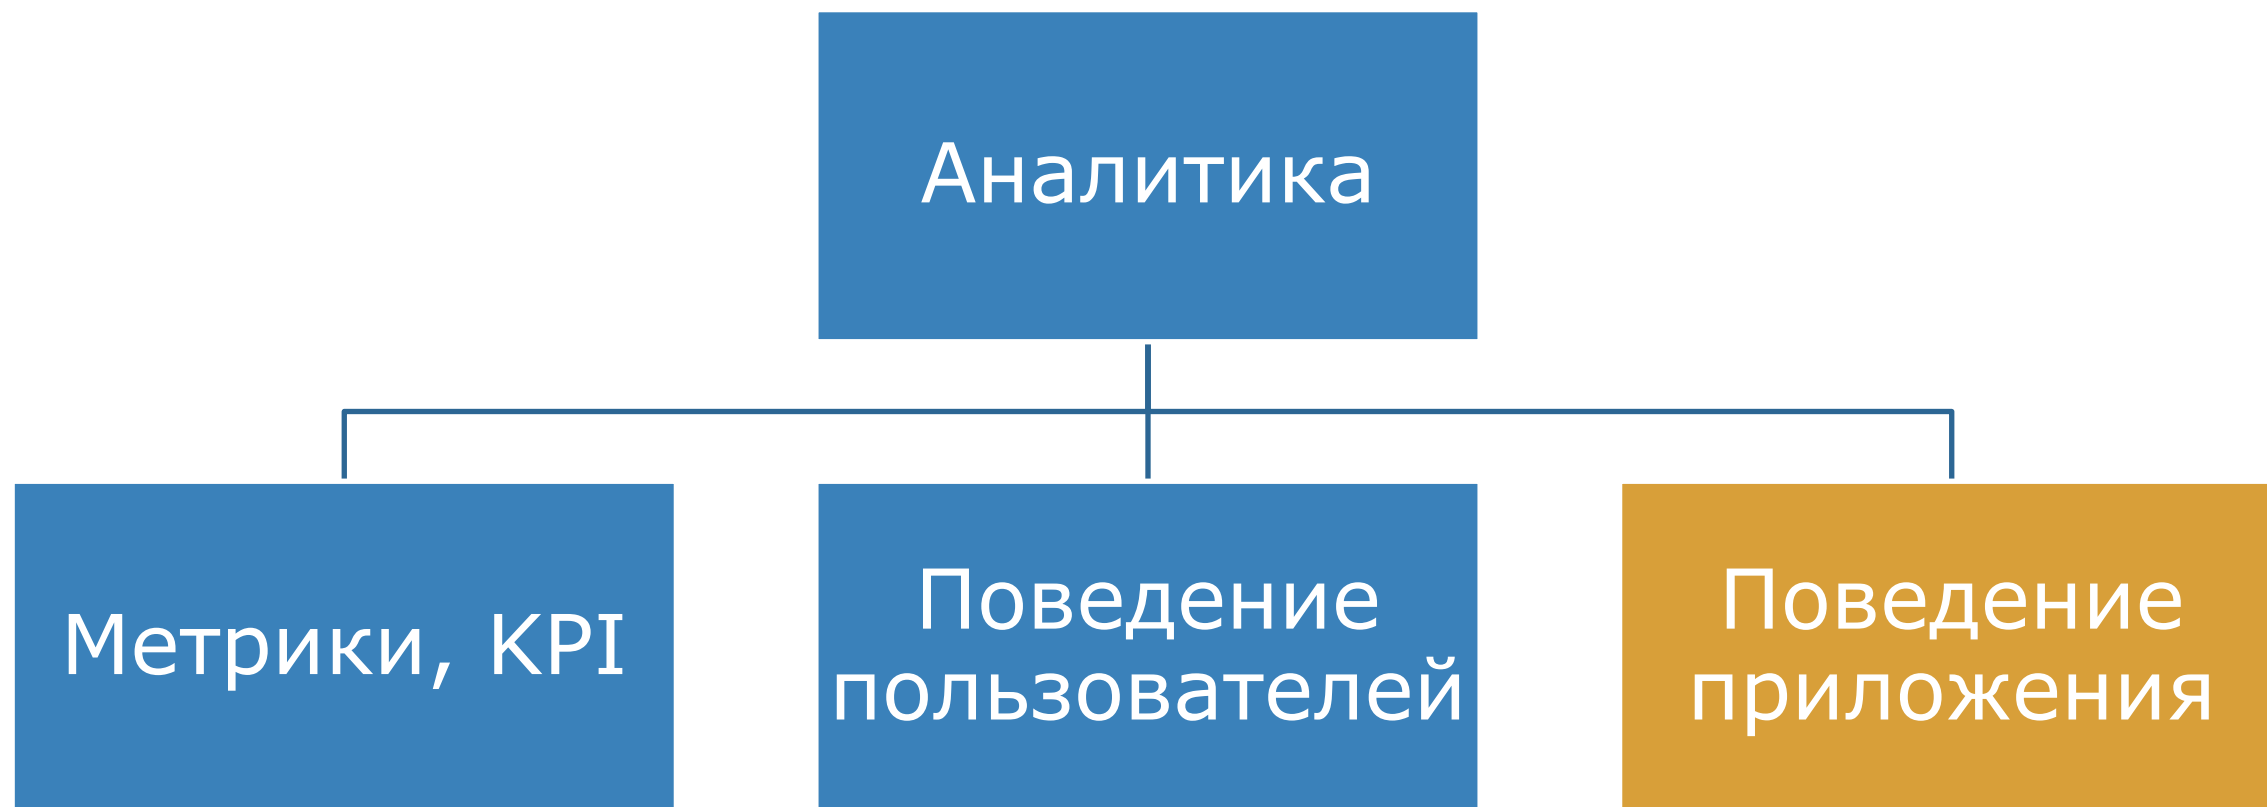 Аналитика
Метрики, KPI
Поведение
пользователей
Поведение
приложения